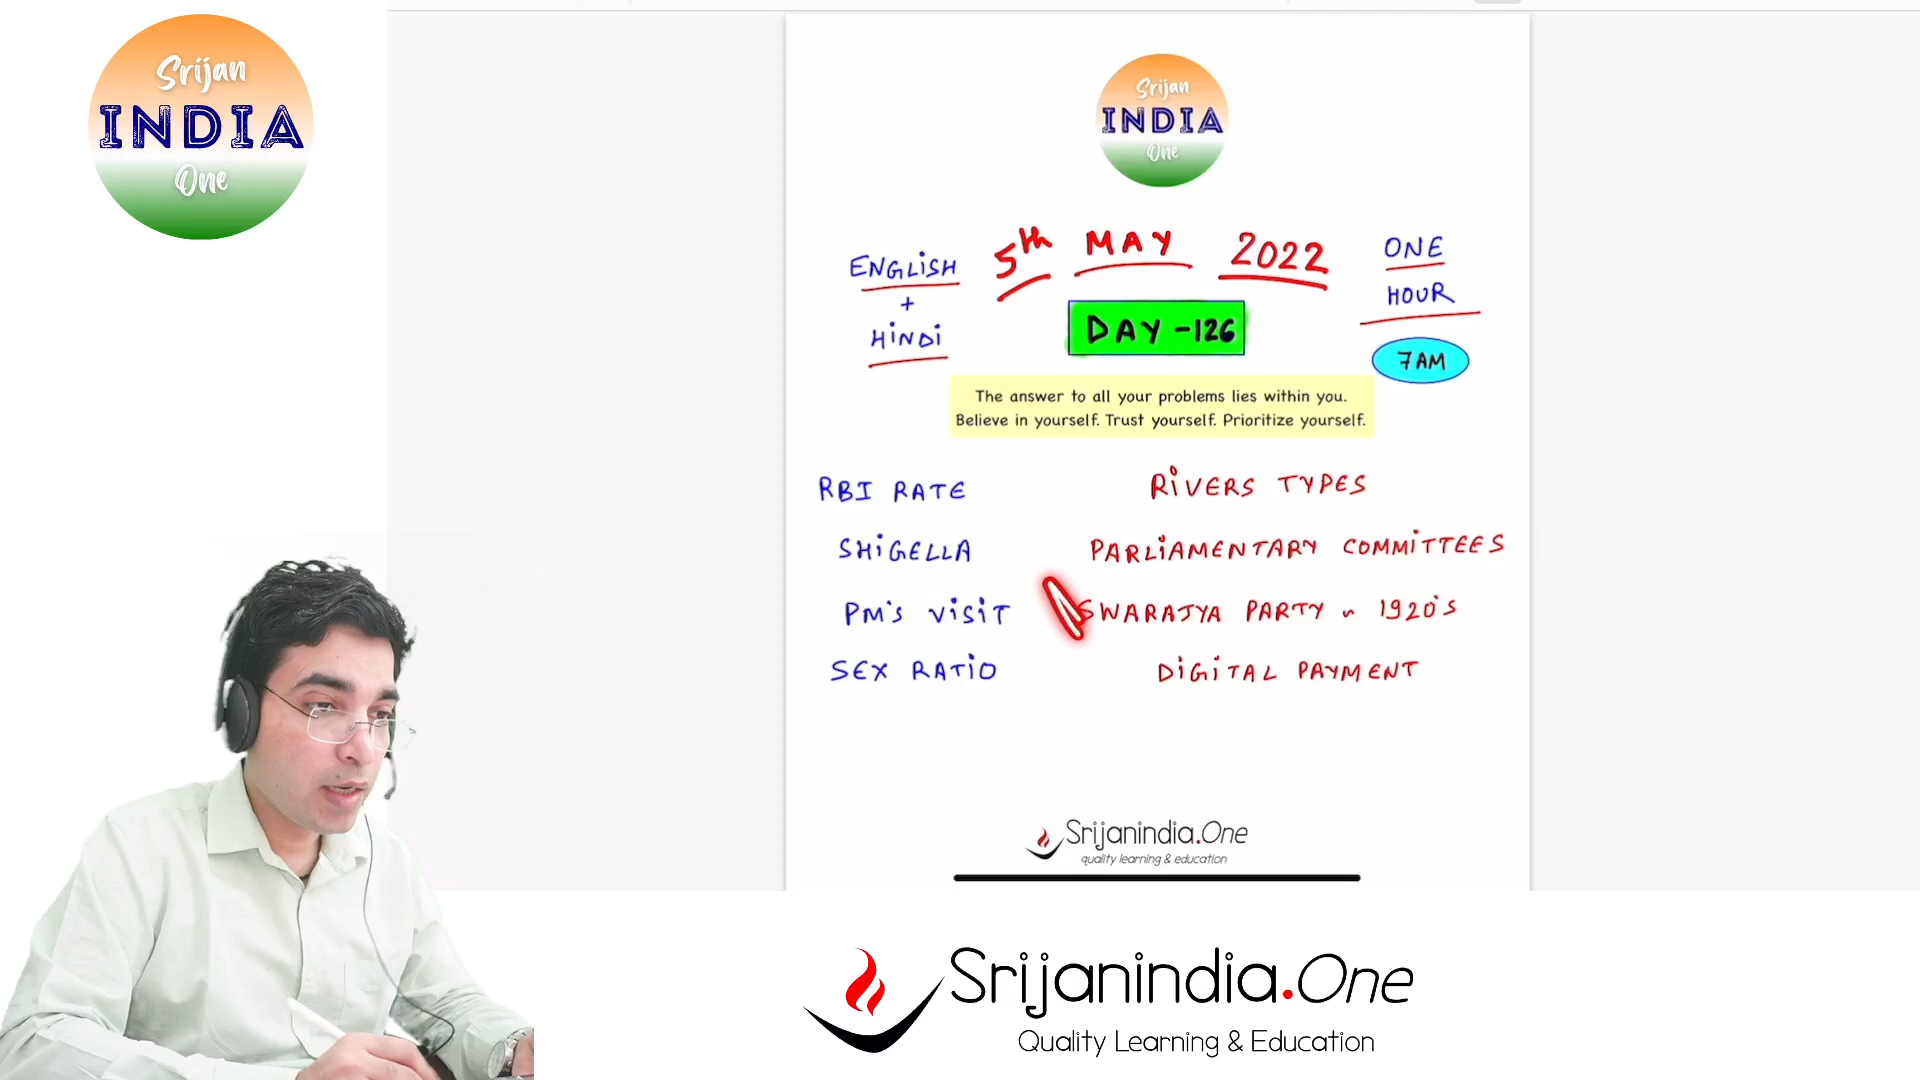 Srijan
INDIA
One
Srijan
INDIA
One
ENGLISH
+
HINDI
5th MAY 2022
ONE
HOUR
DAY -126
7AM
The answer to all your problems lies within you.
Believe in yourself. Trust yourself. Prioritize yourself.
RBI RATE
RIVERS TYPES
SHIGELLA
PARLIAMENTARY COMMITTEES
PM's VISIT
SWARAJYA PARTY ~ 1920's
SEX RATIO
DIGITAL PAYMENT
Srijanindia.One
quality learning & education
Srijanindia.One
Quality Learning & Education